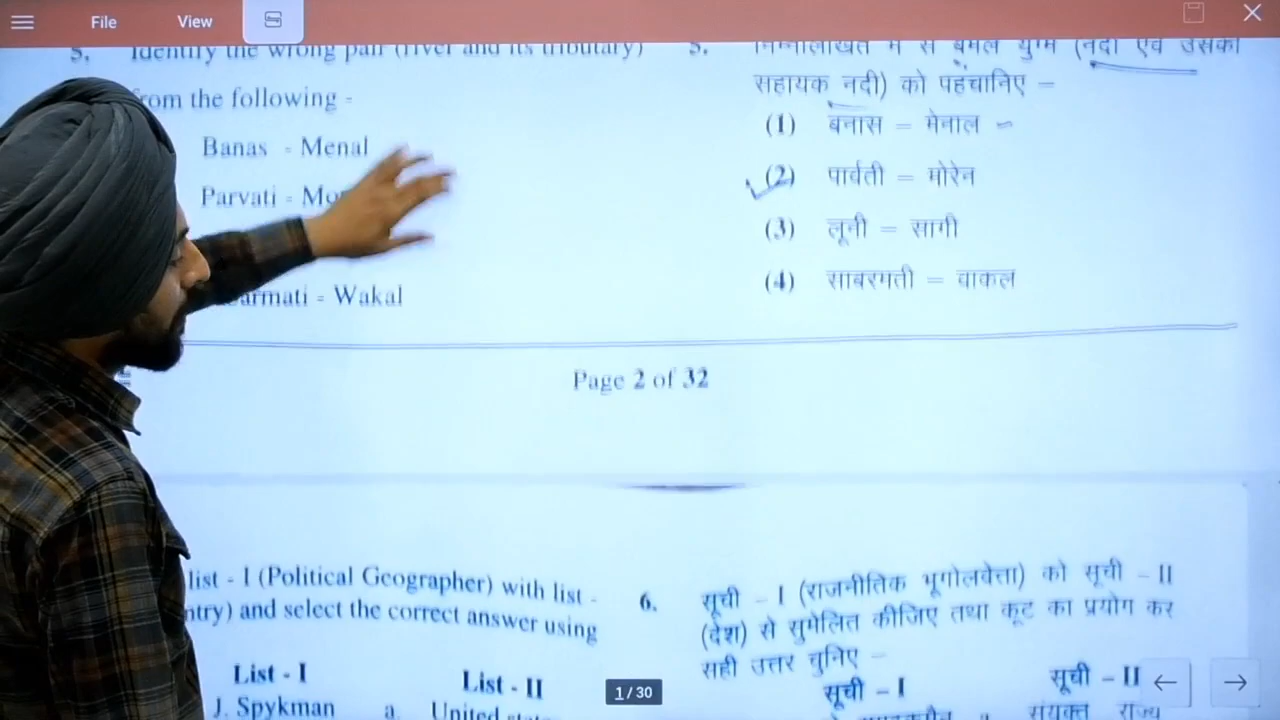 File View
5. Identify the wrong pair (river and its tributary)
from the following -
Banas - Menal
Parvati -
Wakal
5. निम्नलिखित में से बेमेल युग्म (नदी एवं उसकी
सहायक नदी) को पहचानिए –
(1) बनास – मेनाल
(2) पार्वती – मोरेन
(3) लूनी – सागी
(4) साबरमती – वाकल
Page 2 of 32
list - I (Political Geographer) with list -
and select the correct answer using
List - I List - II
J. Spykman a. United
6. सूची – I (राजनीतिक भूगोलवेत्ता) को सूची – II
(देश) से सुमेलित कीजिए तथा कूट का प्रयोग कर
सही उत्तर चुनिए –
सूची – I सूची – II
a. संयुक्त राज्य
1 / 30